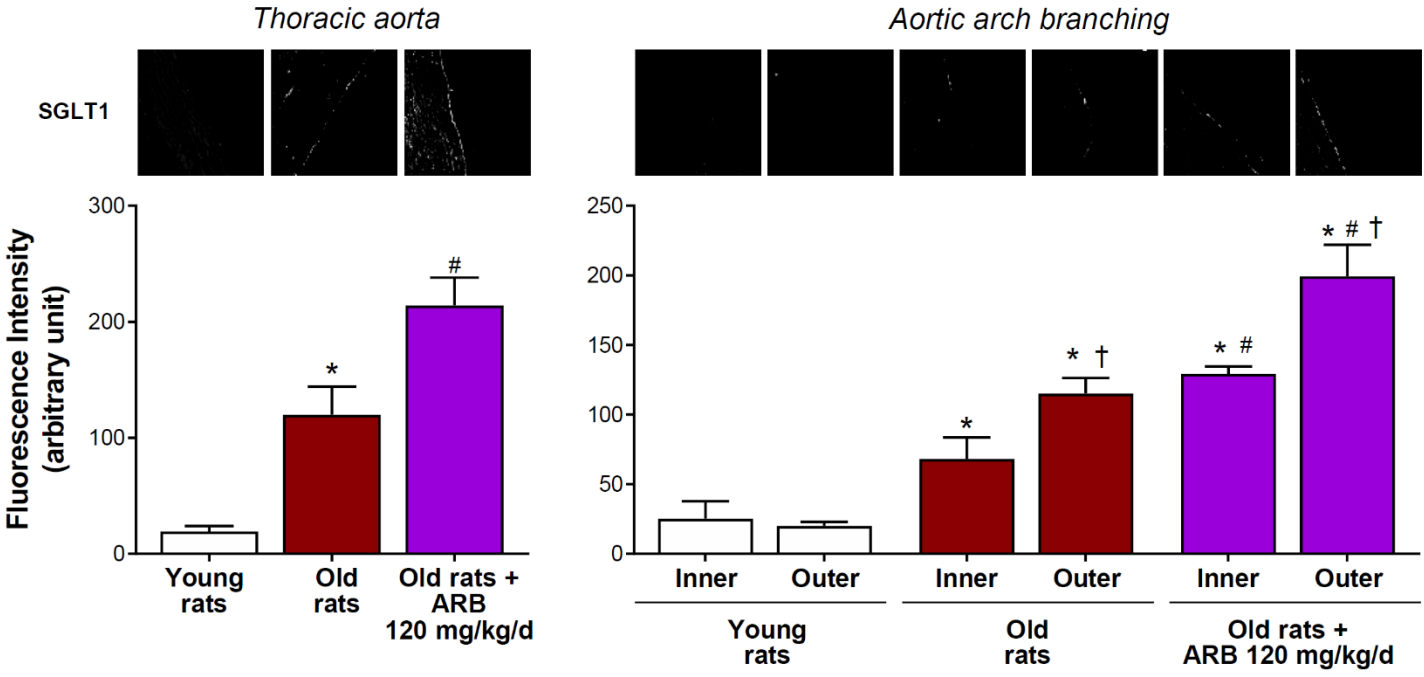 Thoracic aorta
Aortic arch branching
SGLT1
Fluorescence Intensity
(arbitrary unit)
300
200
100
0
*
#
Young
rats
Old
rats
Old rats +
ARB
120 mg/kg/d
250
200
150
100
50
0
*
* †
* #
* # †
Inner
Outer
Inner
Outer
Inner
Outer
Young
rats
Old
rats
Old rats +
ARB 120 mg/kg/d